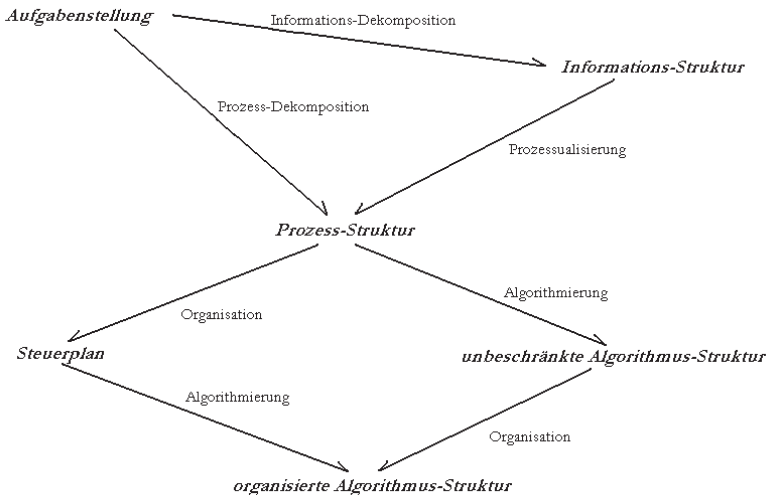 Aufgabenstellung
Informations-Dekomposition
Informations-Struktur
Prozess-Dekomposition
Prozessualisierung
Prozess-Struktur
Algorithmierung
Organisation
Steuerplan
unbeschränkte Algorithmus-Struktur
Algorithmierung
Organisation
organisierte Algorithmus-Struktur